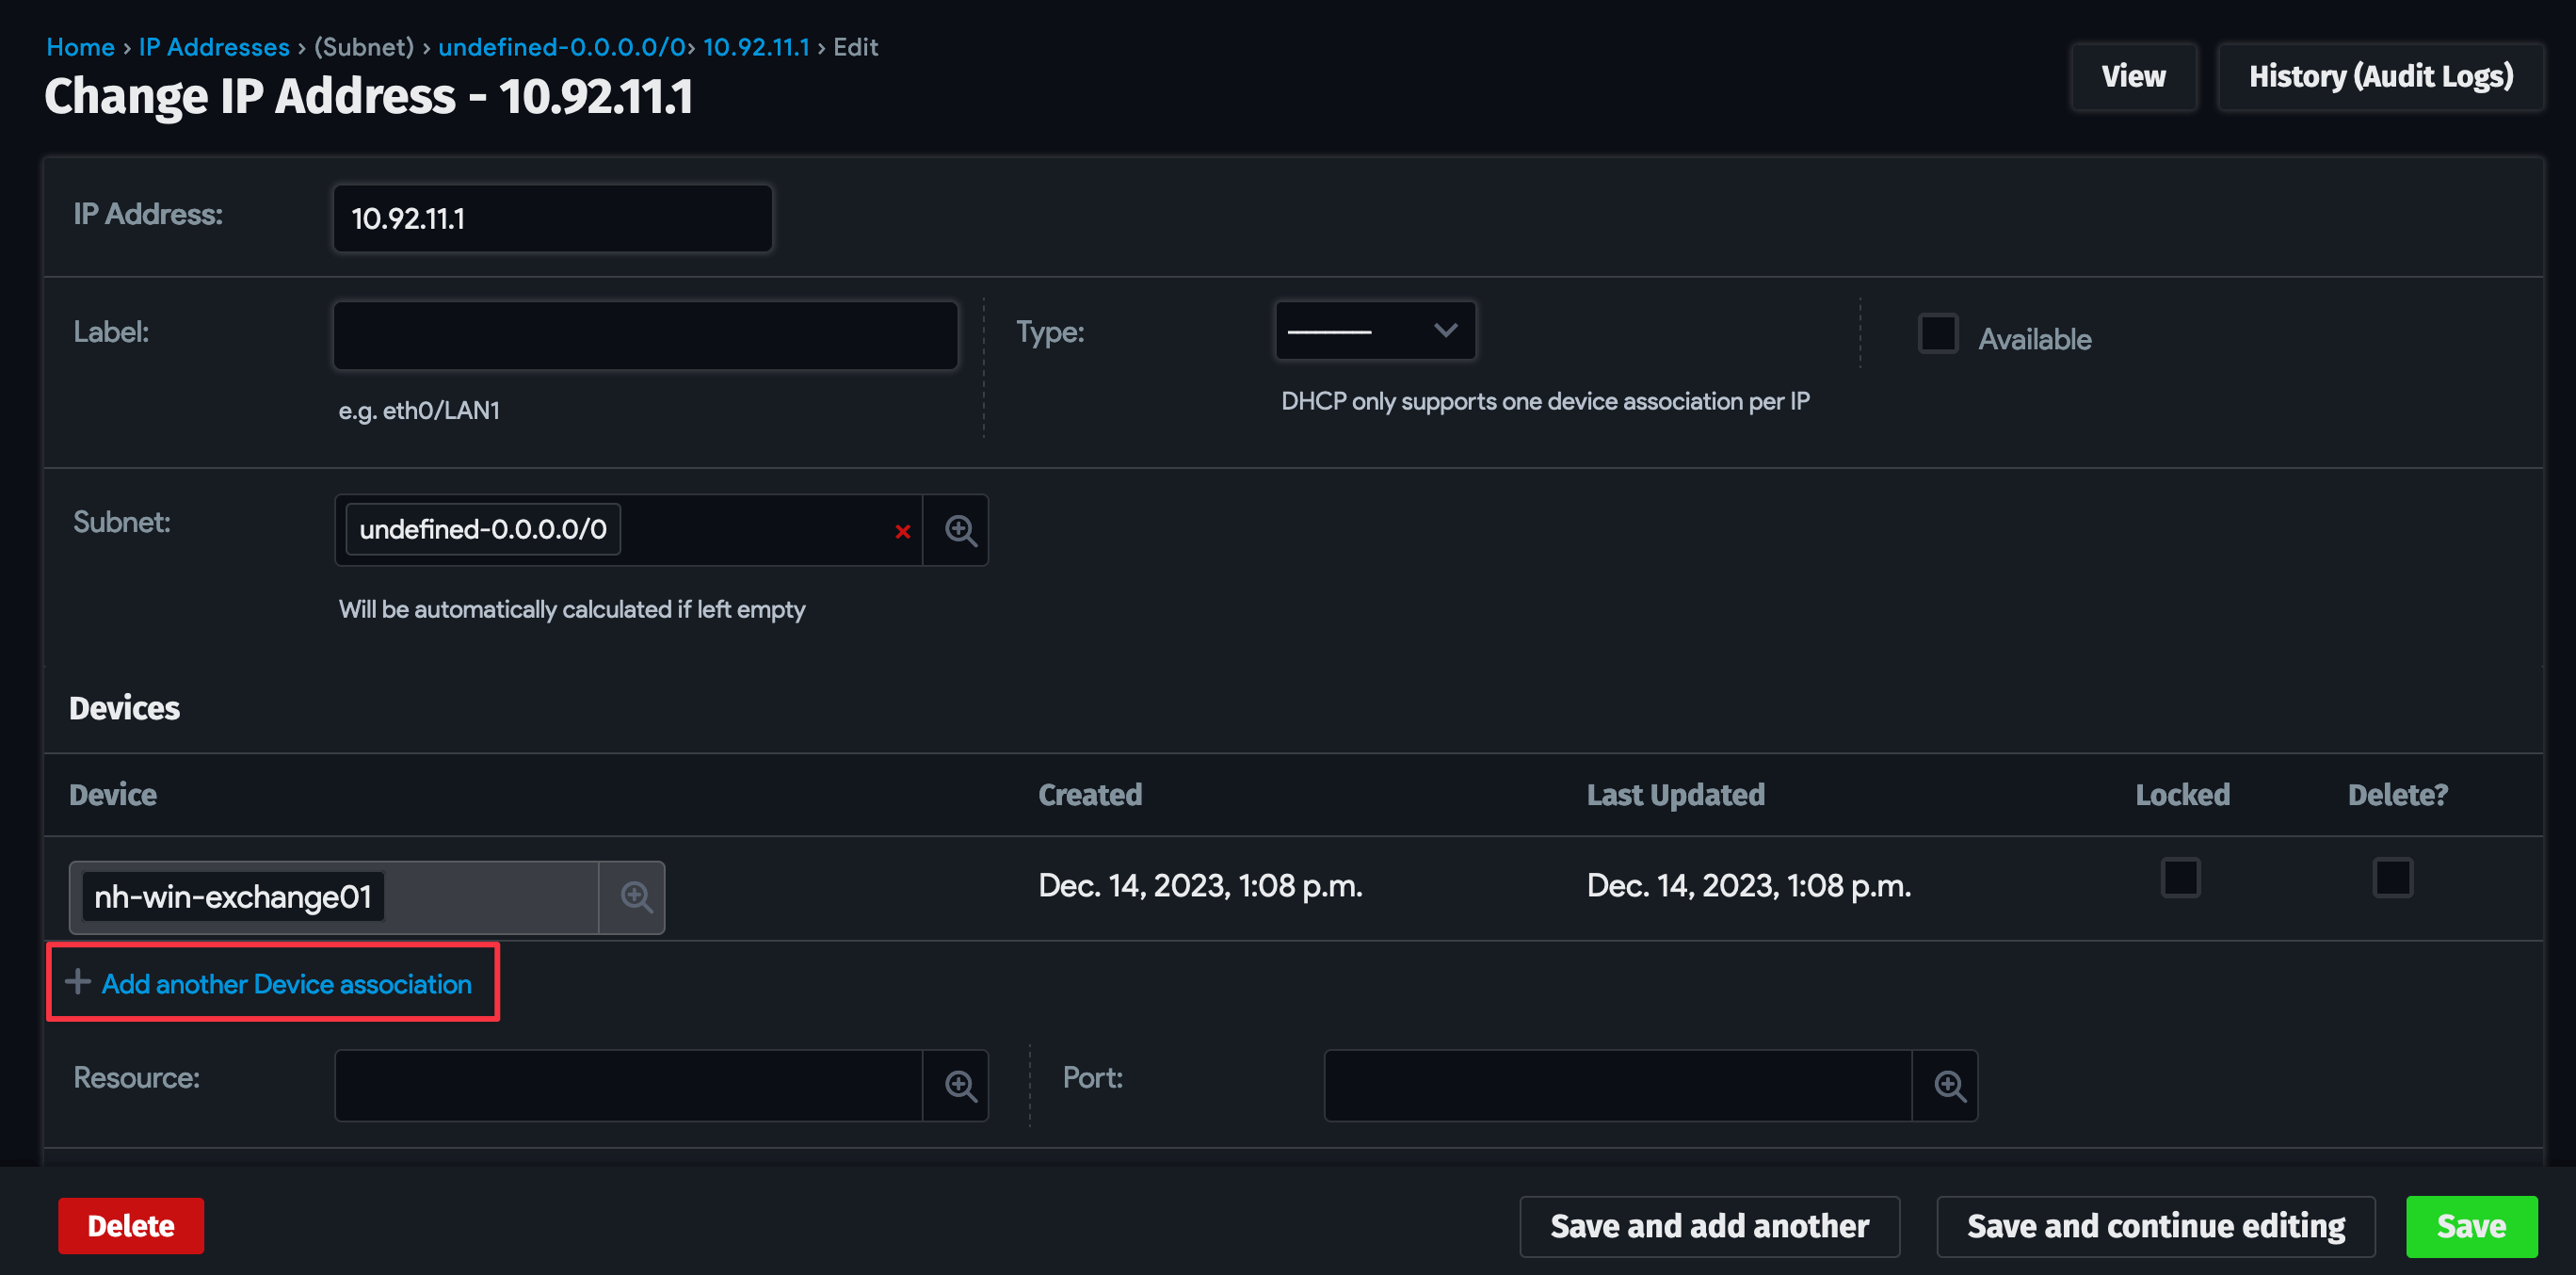 Home › IP Addresses › (Subnet) › undefined-0.0.0.0/0› 10.92.11.1 › Edit
Change IP Address - 10.92.11.1
View
History (Audit Logs)
IP Address:
10.92.11.1
Label:
e.g. eth0/LAN1
Type:
---------
DHCP only supports one device association per IP
Available
Subnet:
undefined-0.0.0.0/0
Will be automatically calculated if left empty
Devices
Device Created Last Updated Locked Delete?
nh-win-exchange01 Dec. 14, 2023, 1:08 p.m. Dec. 14, 2023, 1:08 p.m.
Add another Device association
Resource:
Port:
Delete
Save and add another
Save and continue editing
Save